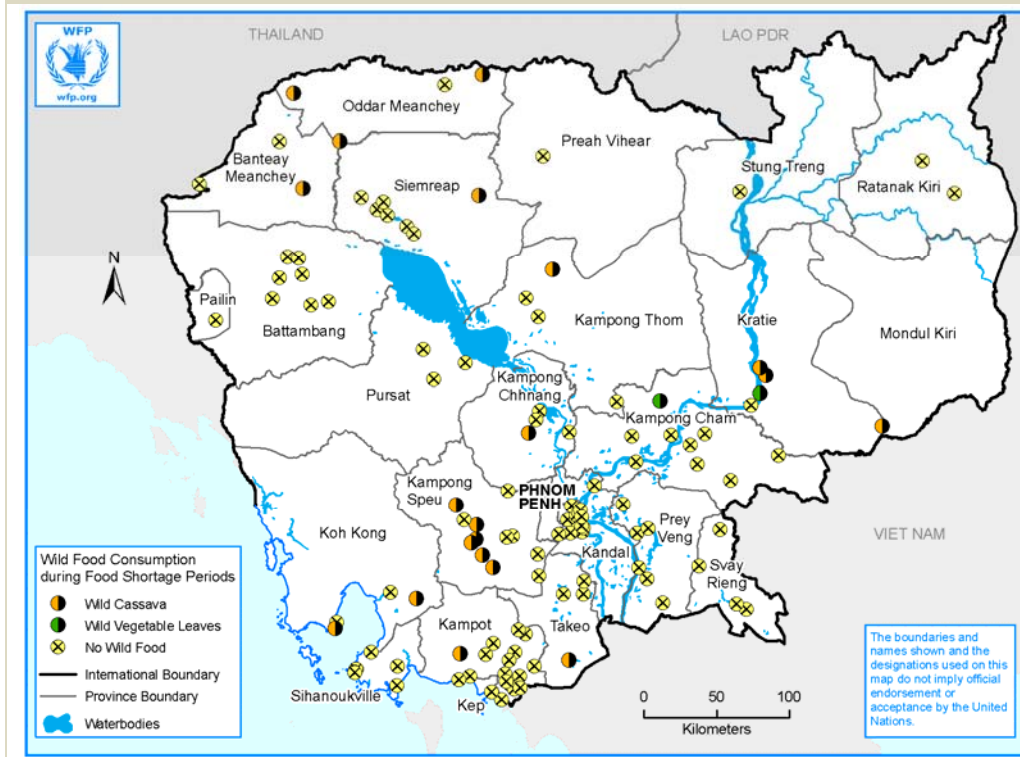 WFP
wfp.org
THAILAND
LAO PDR
Oddar Meanchey
Preah Vihear
Stung Treng
Ratanak Kiri
Banteay
Meanchey
Siemreap
N
Pailin
Battambang
Kampong Thom
Kratie
Mondul Kiri
Pursat
Kampong
Chhnang
Kampong Cham
Kampong
Speu
PHNOM
PENH
Koh Kong
Kandal
Prey
Veng
Svay
Rieng
VIET NAM
Kampot
Takeo
Sihanoukville
Kep
Wild Food Consumption
during Food Shortage Periods
Wild Cassava
Wild Vegetable Leaves
No Wild Food
International Boundary
Province Boundary
Waterbodies
0 50 100
Kilometers
The boundaries and
names shown and the
designations used on this
map do not imply official
endorsement or
acceptance by the United
Nations.